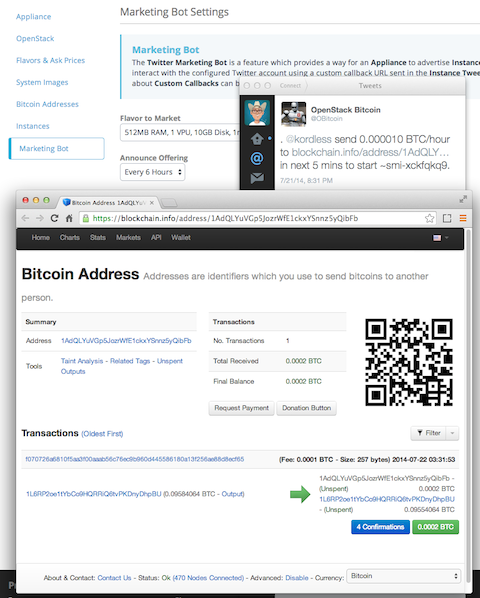 Appliance
OpenStack
Flavors & Ask Prices
System Images
Bitcoin Addresses
Instances
Marketing Bot
Marketing Bot Settings
Marketing Bot
The Twitter Marketing Bot is a feature which provides a way for an Appliance to advertise Instanc
interact with the configured Twitter account using a custom callback URL sent in the Instance Twee
about Custom Callbacks can b
Flavor to Market
512MB RAM, 1 VPU, 10GB Disk, 1
Announce Offering
Every 6 Hours
Connect
Tweets
OpenStack Bitcoin
@OBitcoin
. @kordless send 0.000010 BTC/hour
to blockchain.info/address/1AdQLY...
in next 5 mins to start ~smi-xckfqkq9.
7/21/14, 8:31 PM
Bitcoin Address 1AdQLYuV
https://blockchain.info/address/1AdQLYuVGp5JozrWfE1ckxYSnnz5yQibFb
Home Charts Stats Markets API Wallet
Bitcoin Address Addresses are identifiers which you use to send bitcoins to another
person.
Summary
Address 1AdQLYuVGp5JozrWfE1ckxYSnnz5yQibFb
Tools Taint Analysis - Related Tags - Unspent
Outputs
Transactions
No. Transactions 1
Total Received 0.0002 BTC
Final Balance 0.0002 BTC
Request Payment Donation Button
Transactions (Oldest First)
Filter
f070726a6810f5aa3f00aaab56c76ec9b960d445586180a13f256ae88d8ecf65 (Fee: 0.0001 BTC - Size: 257 bytes) 2014-07-22 03:31:53
1L6RP2oe1tYbCo9HQRRiQ6tvPKDnyDhpBU (0.09584064 BTC - Output)
1AdQLYuVGp5JozrWfE1ckxYSnnz5yQibFb -
(Unspent) 0.0002 BTC
1L6RP2oe1tYbCo9HQRRiQ6tvPKDnyDhpBU
- (Unspent) 0.09554064 BTC
4 Confirmations 0.0002 BTC
About & Contact: Contact Us - Status: Ok (470 Nodes Connected) - Advanced: Disable - Currency: Bitcoin